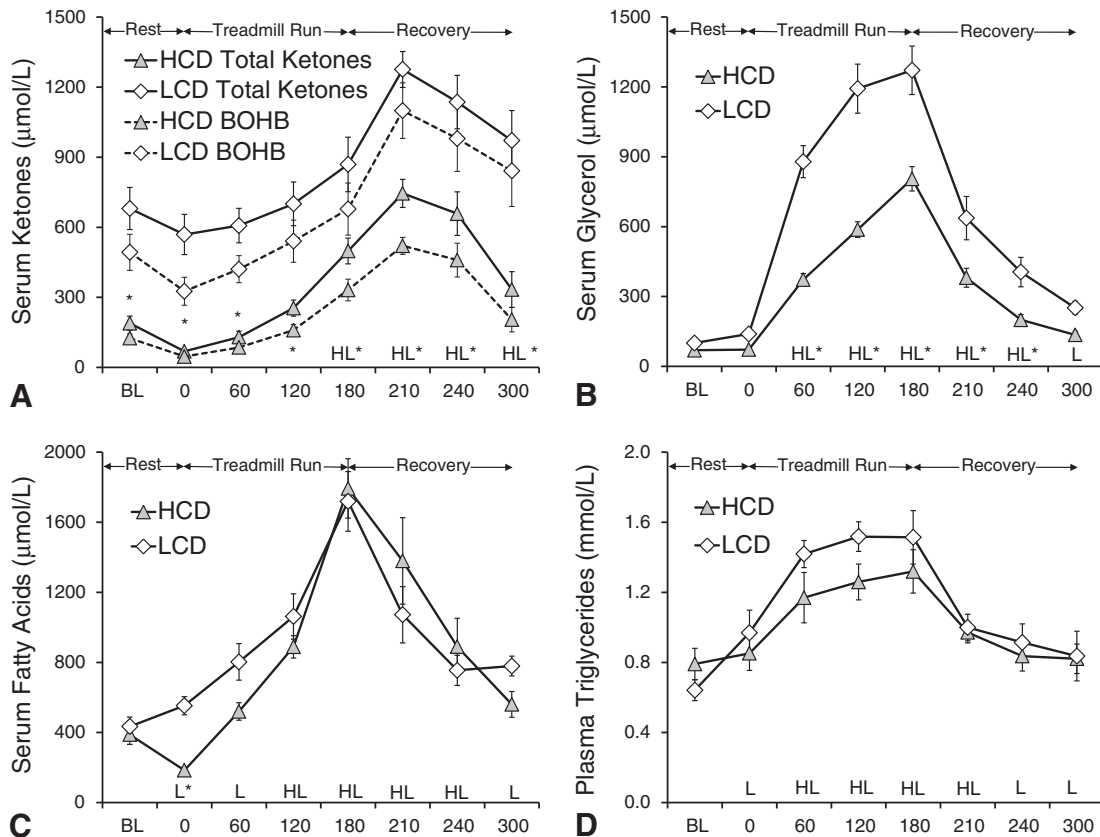 Rest Treadmill Run Recovery
HCD Total Ketones
LCD Total Ketones
HCD BOHB
LCD BOHB
Serum Ketones (μmol/L)
1500
1200
900
600
300
0
*
*
*
*
HL*
HL*
HL*
HL *
BL 0 60 120 180 210 240 300
A
Rest Treadmill Run Recovery
HCD
LCD
Serum Glycerol (μmol/L)
1500
1200
900
600
300
0
HL* HL* HL* HL* HL* L
BL 0 60 120 180 210 240 300
B
Rest Treadmill Run Recovery
HCD
LCD
Serum Fatty Acids (μmol/L)
2000
1600
1200
800
400
0
L* L HL HL HL HL L
BL 0 60 120 180 210 240 300
C
Rest Treadmill Run Recovery
HCD
LCD
Plasma Triglycerides (mmol/L)
2.0
1.6
1.2
0.8
0.4
0.0
L HL HL HL HL L L
BL 0 60 120 180 210 240 300
D